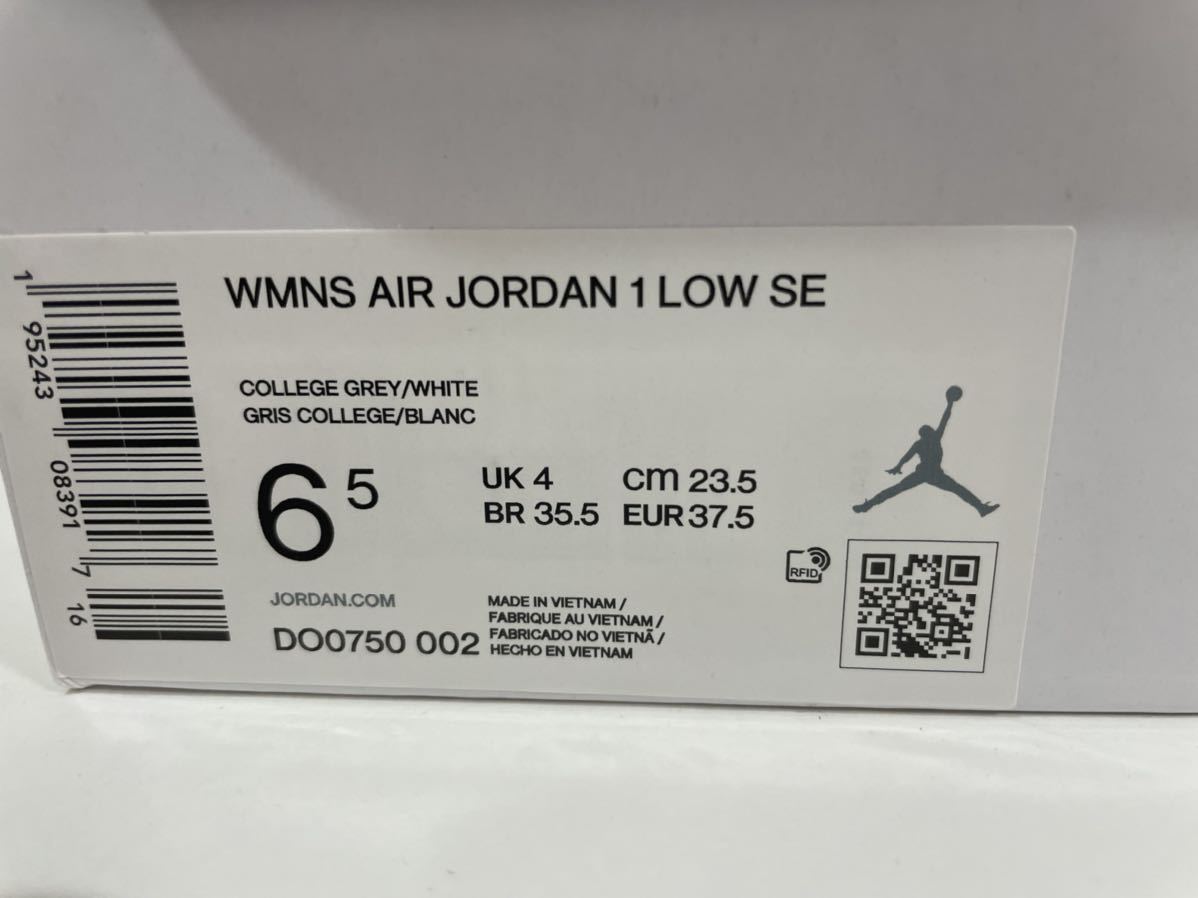 WMNS AIR JORDAN 1 LOW SE
COLLEGE GREY/WHITE
GRIS COLLEGE/BLANC
6 5
UK 4 cm 23.5
BR 35.5 EUR 37.5
RFID
JORDAN.COM
DO0750 002
MADE IN VIETNAM /
FABRIQUE AU VIETNAM /
FABRICADO NO VIETNÃ /
HECHO EN VIETNAM
1 95243 08391 7 16